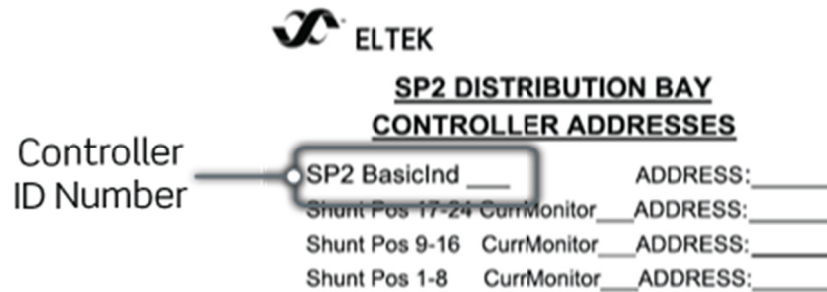 ELTEK
SP2 DISTRIBUTION BAY
CONTROLLER ADDRESSES
Controller
ID Number
SP2 BasicInd ___ ADDRESS:______
Shunt Pos 17-24 CurrMonitor___ADDRESS:______
Shunt Pos 9-16 CurrMonitor___ADDRESS:______
Shunt Pos 1-8 CurrMonitor___ADDRESS:______